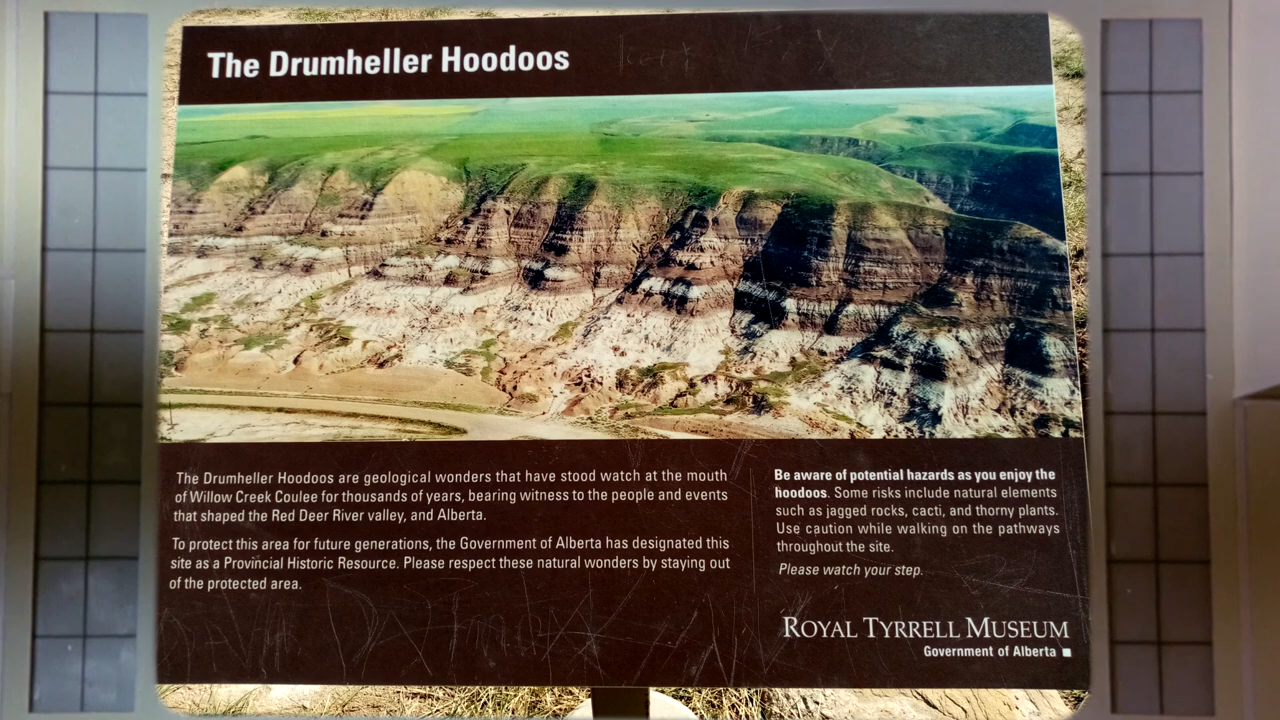 The Drumheller Hoodoos
The Drumheller Hoodoos are geological wonders that have stood watch at the mouth
of Willow Creek Coulee for thousands of years, bearing witness to the people and events
that shaped the Red Deer River valley, and Alberta.
To protect this area for future generations, the Government of Alberta has designated this
site as a Provincial Historic Resource. Please respect these natural wonders by staying out
of the protected area.
Be aware of potential hazards as you enjoy the
hoodoos. Some risks include natural elements
such as jagged rocks, cacti, and thorny plants.
Use caution while walking on the pathways
throughout the site.
Please watch your step.
ROYAL TYRRELL MUSEUM
Government of Alberta